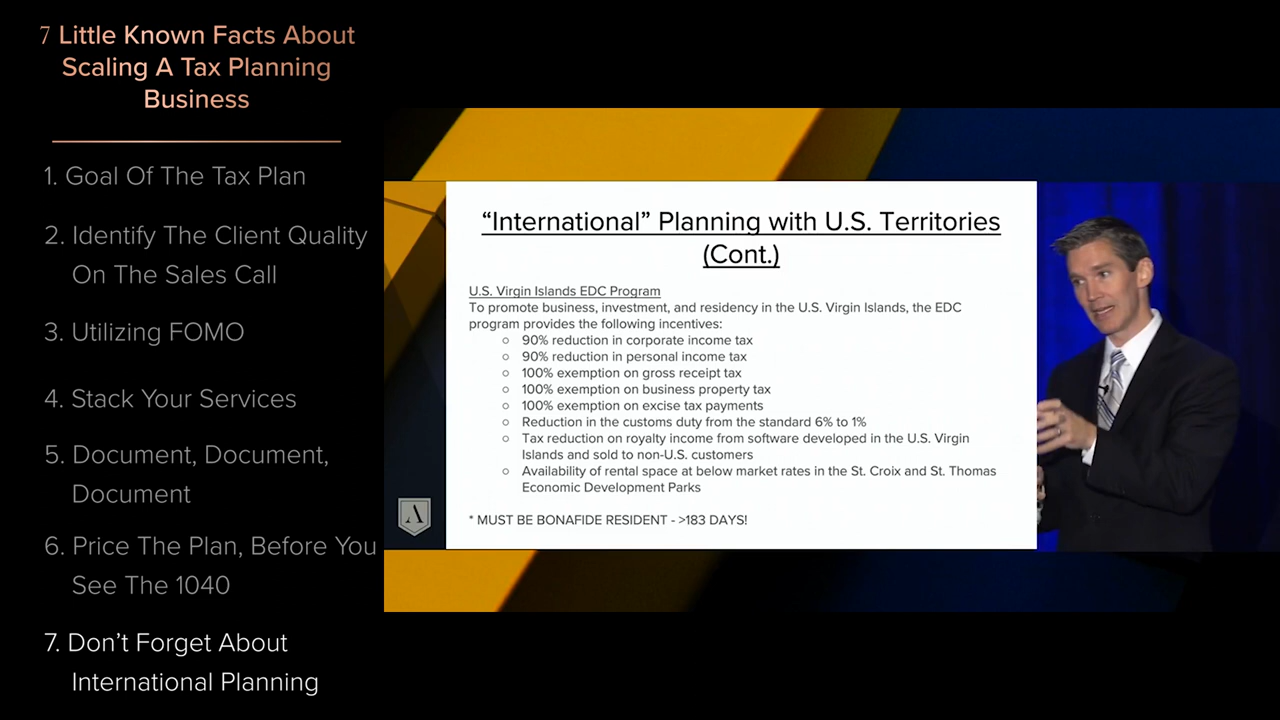 7 Little Known Facts About
Scaling A Tax Planning
Business
1. Goal Of The Tax Plan
2. Identify The Client Quality
On The Sales Call
3. Utilizing FOMO
4. Stack Your Services
5. Document, Document,
Document
6. Price The Plan, Before You
See The 1040
7. Don’t Forget About
International Planning
“International” Planning with U.S. Territories
(Cont.)
U.S. Virgin Islands EDC Program
To promote business, investment, and residency in the U.S. Virgin Islands, the EDC
program provides the following incentives:
○ 90% reduction in corporate income tax
○ 90% reduction in personal income tax
○ 100% exemption on gross receipt tax
○ 100% exemption on business property tax
○ 100% exemption on excise tax payments
○ Reduction in the customs duty from the standard 6% to 1%
○ Tax reduction on royalty income from software developed in the U.S. Virgin
Islands and sold to non-U.S. customers
○ Availability of rental space at below market rates in the St. Croix and St. Thomas
Economic Development Parks
* MUST BE BONAFIDE RESIDENT - >183 DAYS!
A